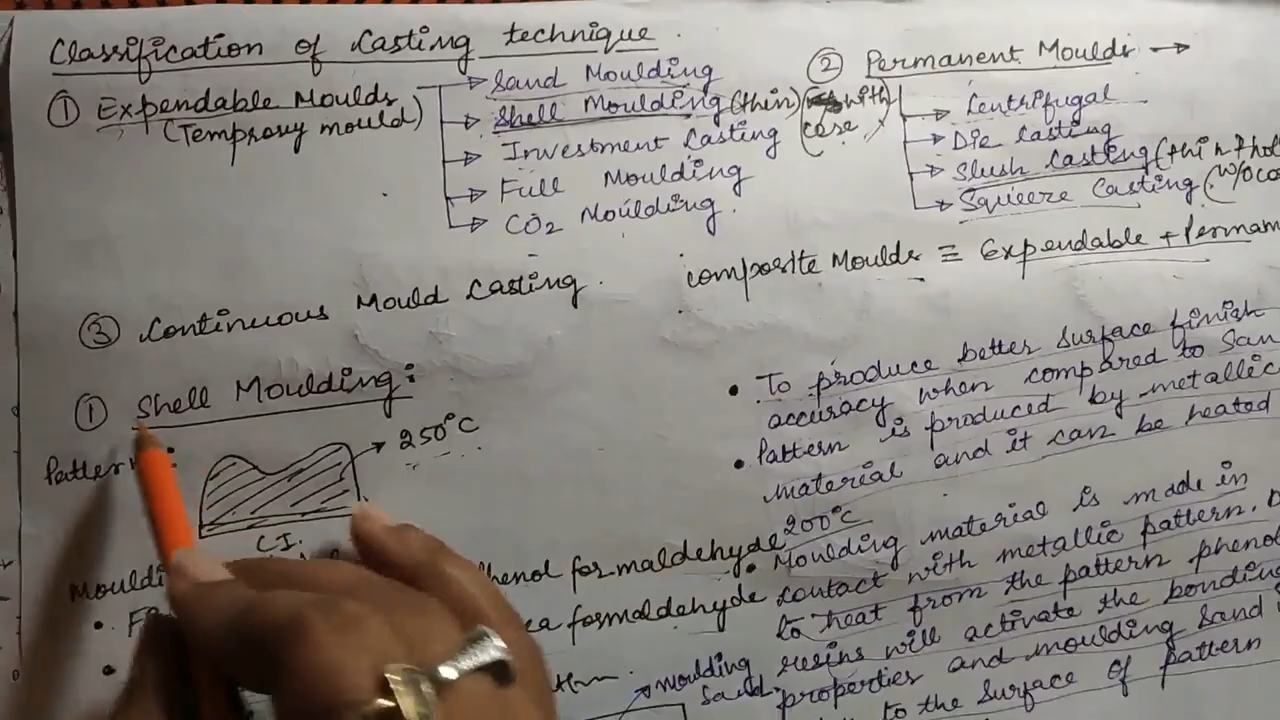 Classification of Casting technique.
① Expendable Moulds
(Temprory mould)
Sand Moulding
Shell Moulding (thin)
Investment Casting
Full Moulding
CO2 Moulding.
(with
core)
② Permanent Moulds →
Centrifugal
Die Casting
Slush Casting (thin
Squeeze Casting (w/o
composite Moulds ≡ Expendable +
③ Continuous Mould Casting.
① Shell Moulding:
Pattern
250°C
C.I.
• To produce better surface finish
accuracy when compared to
• Pattern is produced by metallic
material and it can be heated
200°C
• Moulding material is made in
contact with metallic pattern.
to heat from the pattern
resins will activate the
properties and moulding sand
to the surface of pattern
formaldehyde
formaldehyde
moulding
sand.